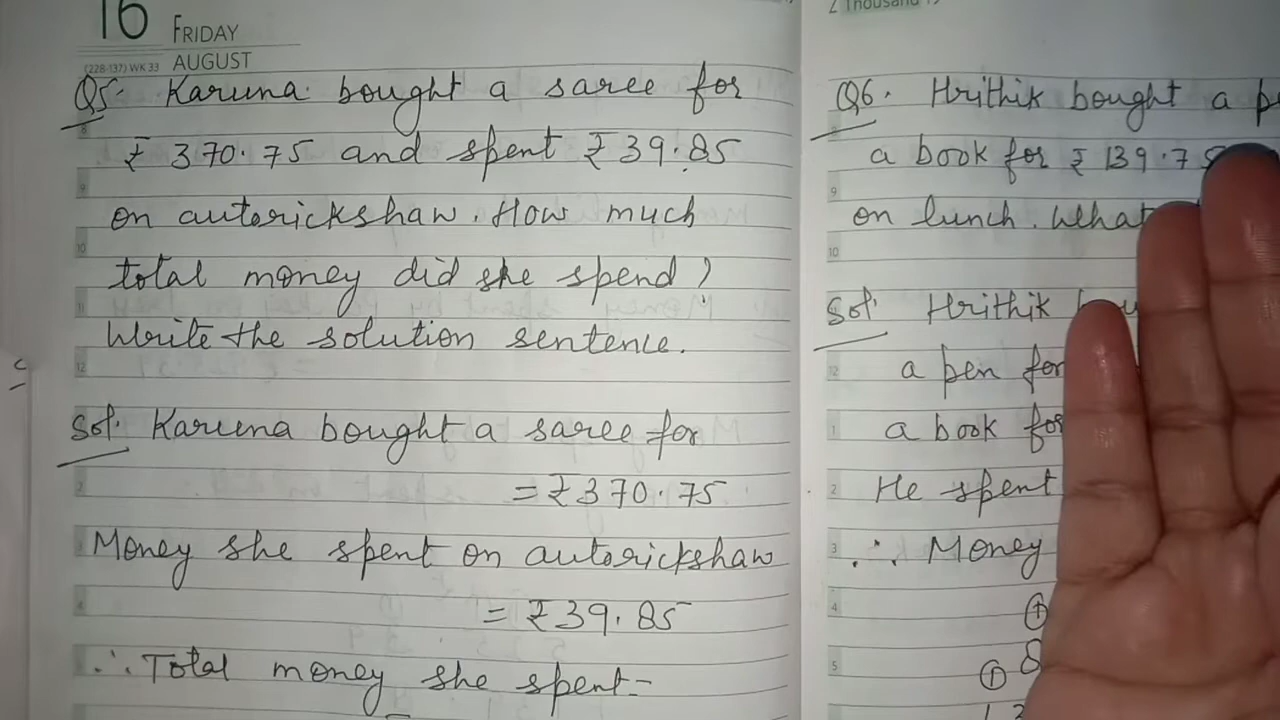 16 FRIDAY
(228-137) WK 33 AUGUST
Q5. Karuna bought a saree for
₹ 370.75 and spent ₹ 39.85
on autorickshaw. How much
total money did she spend?
Write the solution sentence.
Sol. Karuna bought a saree for
= ₹ 370.75
Money she spent on autorickshaw
= ₹ 39.85
∴ Total money she spent-
Q6. Hrithik bought a
a book for ₹ 139.75
on lunch. What
Sol. Hrithik
a pen for
a book for
He spent
∴ Money